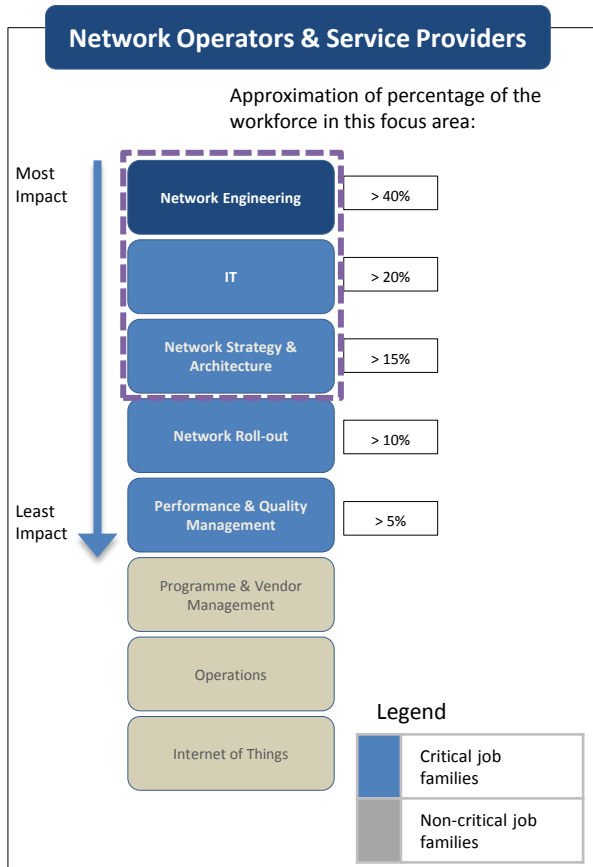 Network Operators & Service Providers
Approximation of percentage of the
workforce in this focus area:
Most
Impact
Network Engineering
> 40%
IT
> 20%
Network Strategy &
Architecture
> 15%
Network Roll-out
> 10%
Least
Impact
Performance & Quality
Management
> 5%
Programme & Vendor
Management
Operations
Internet of Things
Legend
Critical job
families
Non-critical job
families